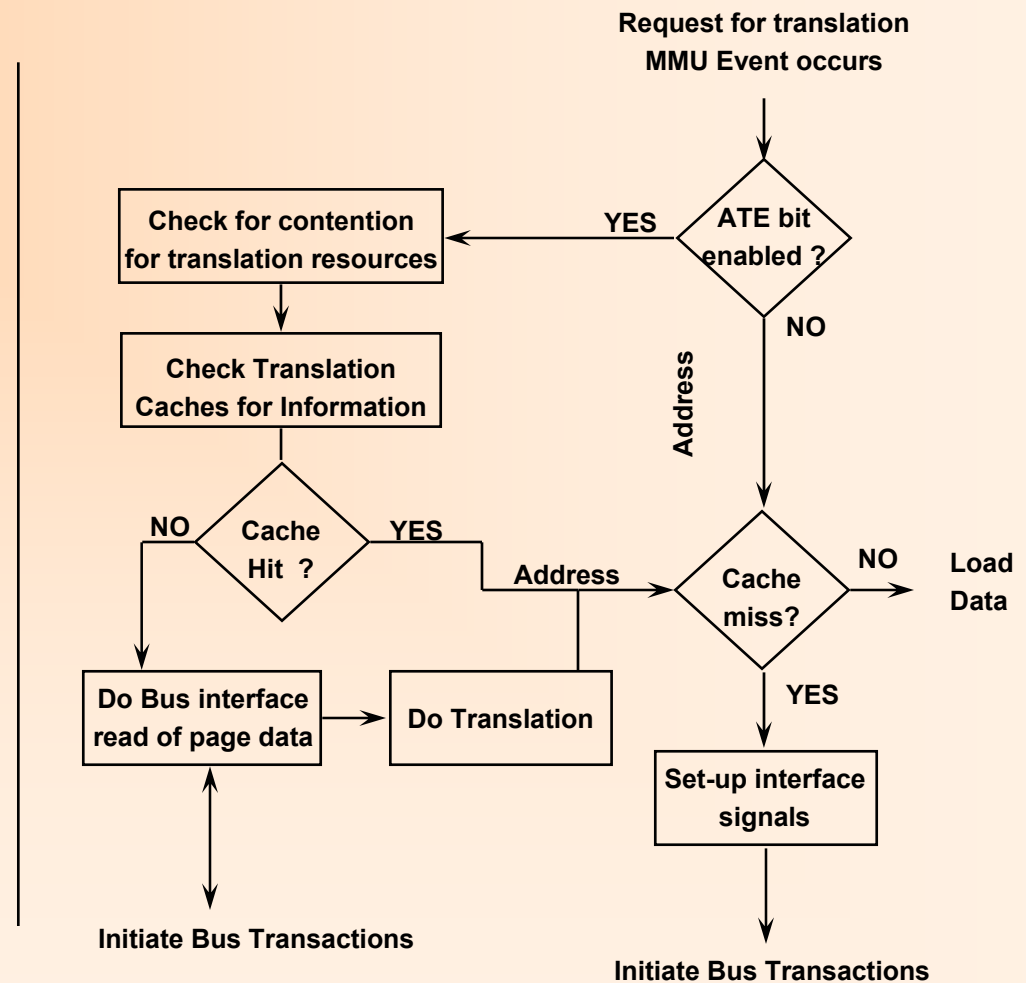 Request for translation
MMU Event occurs
ATE bit
enabled ?
YES
NO
Check for contention
for translation resources
Check Translation
Caches for Information
Address
Cache
Hit ?
NO
YES
Address
Cache
miss?
NO
Load
Data
YES
Do Bus interface
read of page data
Do Translation
Set-up interface
signals
Initiate Bus Transactions
Initiate Bus Transactions